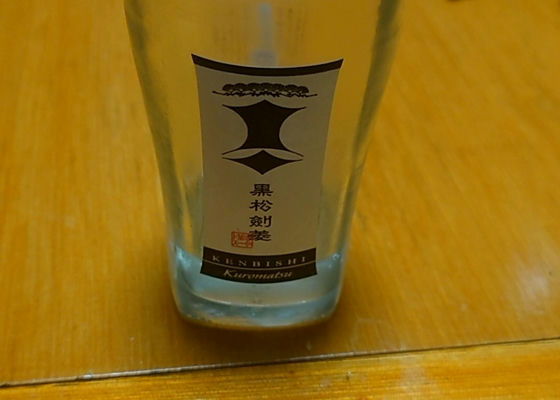 黒松剣菱
KENBISHI
Kuromatsu